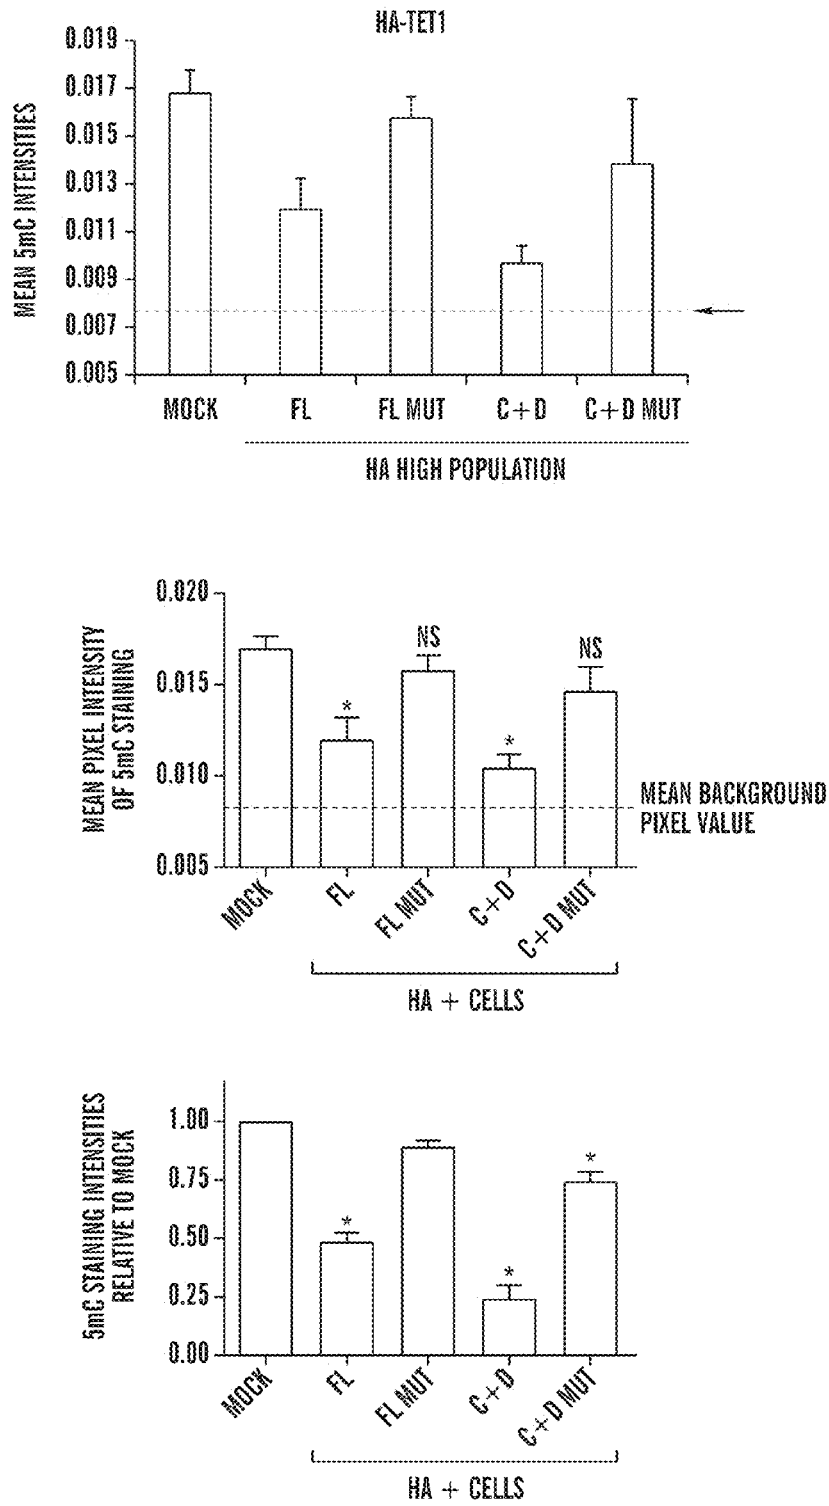 HA-TET1
MEAN 5mC INTENSITIES
0.019
0.017
0.015
0.013
0.011
0.009
0.007
0.005
MOCK FL FL MUT C+D C+D MUT
HA HIGH POPULATION
MEAN PIXEL INTENSITY
OF 5mC STAINING
0.020
0.015
0.010
0.005
* NS * NS
MEAN BACKGROUND
PIXEL VALUE
MOCK FL FL MUT C+D C+D MUT
HA + CELLS
5mC STAINING INTENSITIES
RELATIVE TO MOCK
1.00
0.75
0.50
0.25
0.00
* * *
MOCK FL FL MUT C+D C+D MUT
HA + CELLS